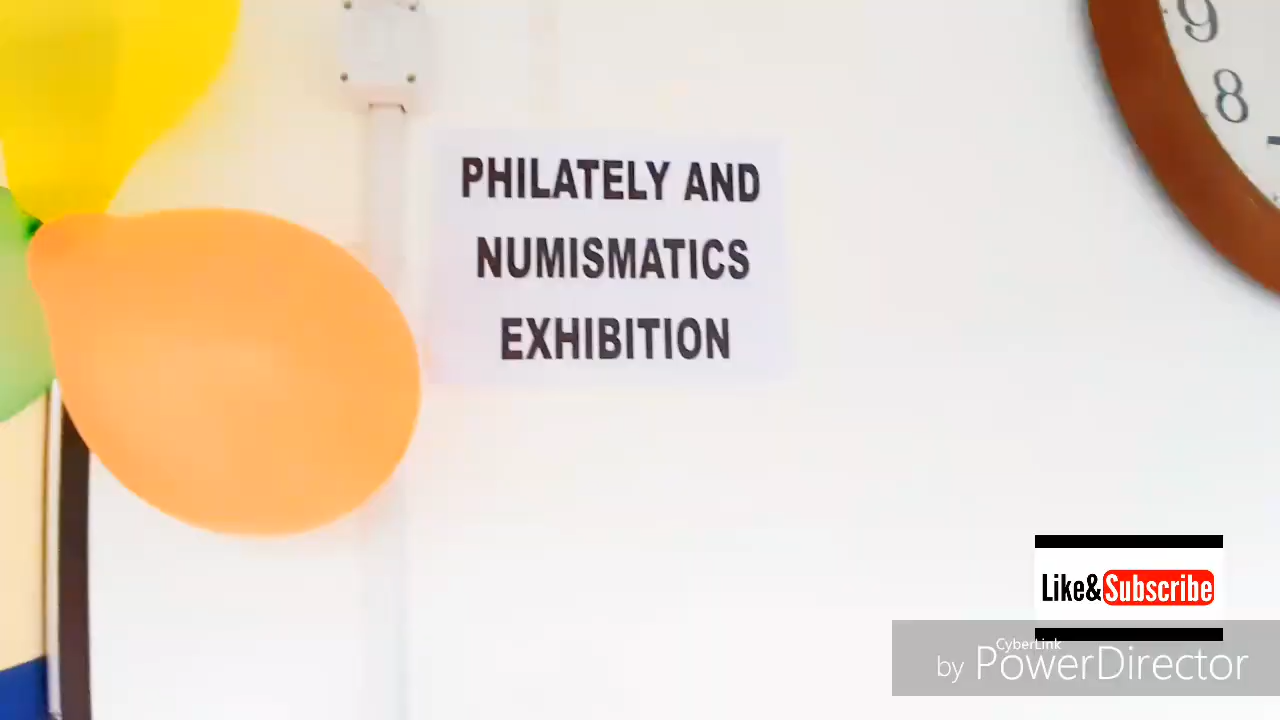 9
8
PHILATELY AND
NUMISMATICS
EXHIBITION
Like&Subscribe
CyberLink
by PowerDirector